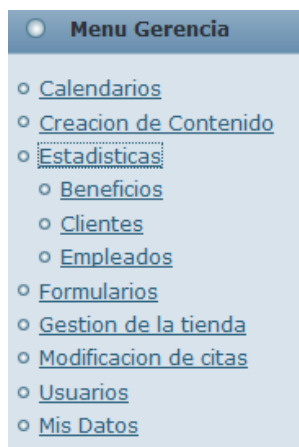 Menu Gerencia
Calendarios
Creacion de Contenido
Estadisticas
Beneficios
Clientes
Empleados
Formularios
Gestion de la tienda
Modificacion de citas
Usuarios
Mis Datos